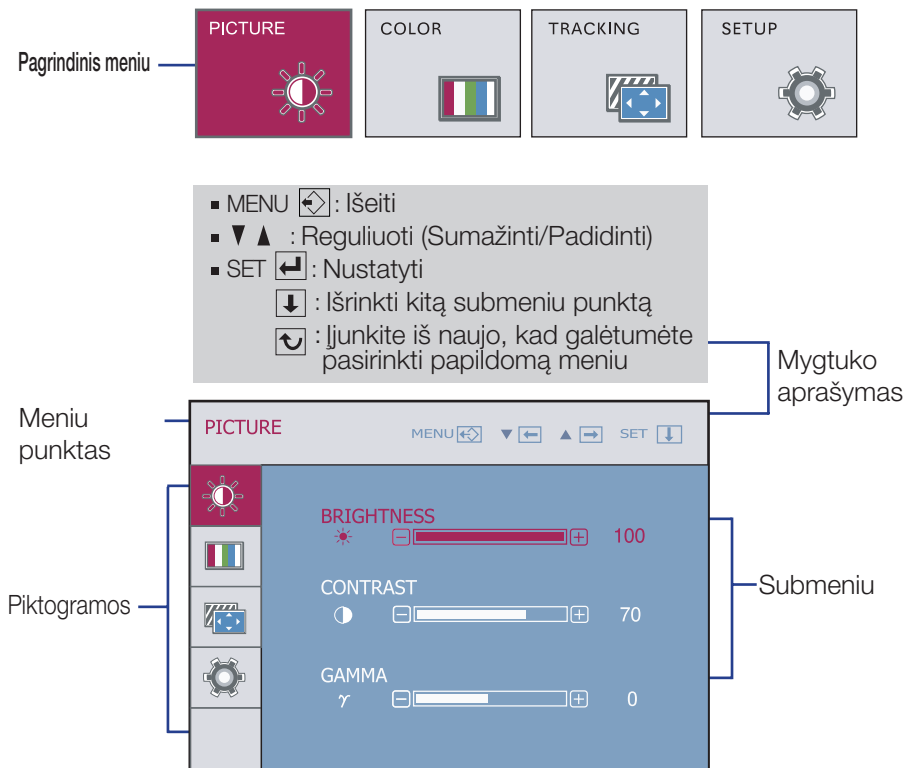 PICTURE
COLOR
TRACKING
SETUP
Pagrindinis meniu
MENU : Išeiti
▼ ▲ : Reguliuoti (Sumažinti/Padidinti)
SET : Nustatyti
: Išrinkti kitą submeniu punktą
: Įjunkite iš naujo, kad galėtumėte
pasirinkti papildomą meniu
Mygtuko
aprašymas
Meniu
punktas
PICTURE
MENU ▼ ▲ SET
BRIGHTNESS
100
CONTRAST
70
GAMMA
γ 0
Piktogramos
Submeniu